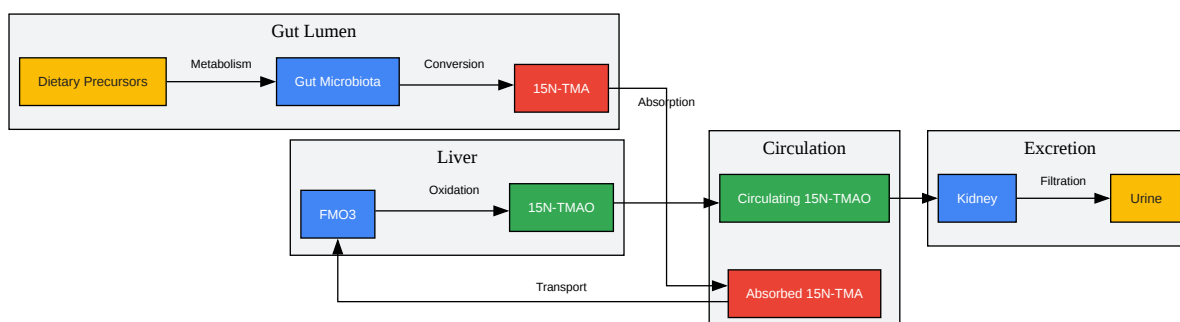 Gut Lumen
Dietary Precursors
Metabolism
Gut Microbiota
Conversion
15N-TMA
Absorption
Liver
FMO3
Oxidation
15N-TMAO
Circulation
Circulating 15N-TMAO
Absorbed 15N-TMA
Transport
Excretion
Kidney
Filtration
Urine